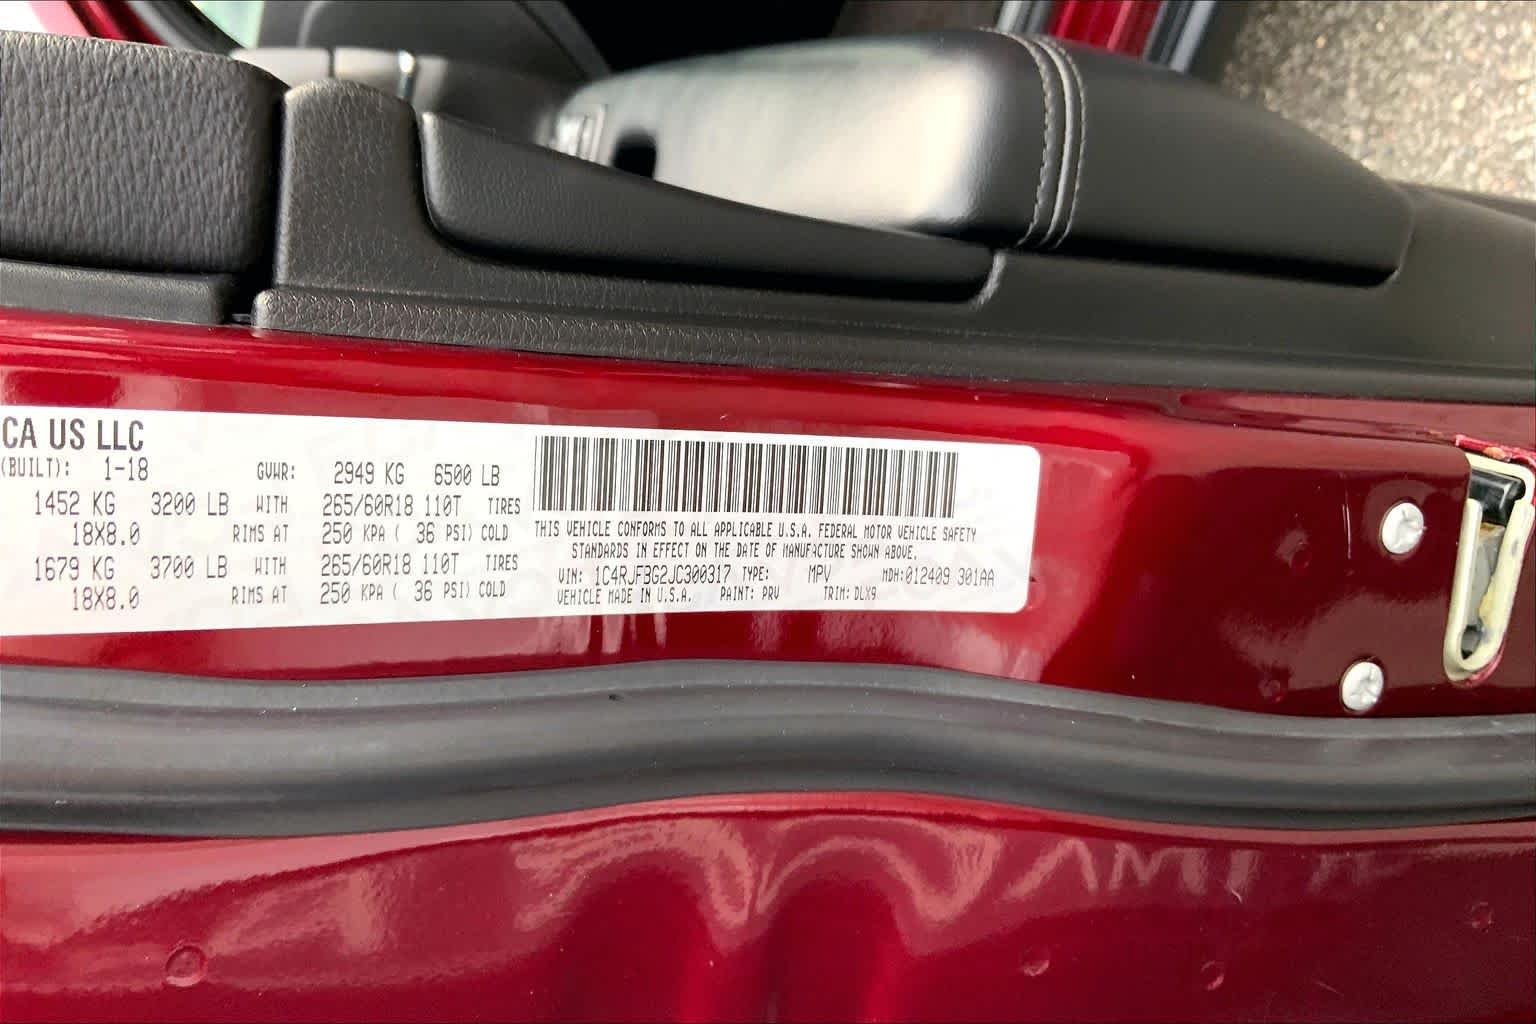 CA US LLC
(BUILT): 1-18 GVWR: 2949 KG 6500 LB
1452 KG 3200 LB WITH 265/60R18 110T TIRES
18X8.0 RIMS AT 250 KPA ( 36 PSI) COLD
1679 KG 3700 LB WITH 265/60R18 110T TIRES
18X8.0 RIMS AT 250 KPA ( 36 PSI) COLD
THIS VEHICLE CONFORMS TO ALL APPLICABLE U.S.A. FEDERAL MOTOR VEHICLE SAFETY
STANDARDS IN EFFECT ON THE DATE OF MANUFACTURE SHOWN ABOVE.
VIN: 1C4RJFBG2JC300317 TYPE: MPV MDH:012409 301AA
VEHICLE MADE IN U.S.A. PAINT: PRV TRIM: DLX9